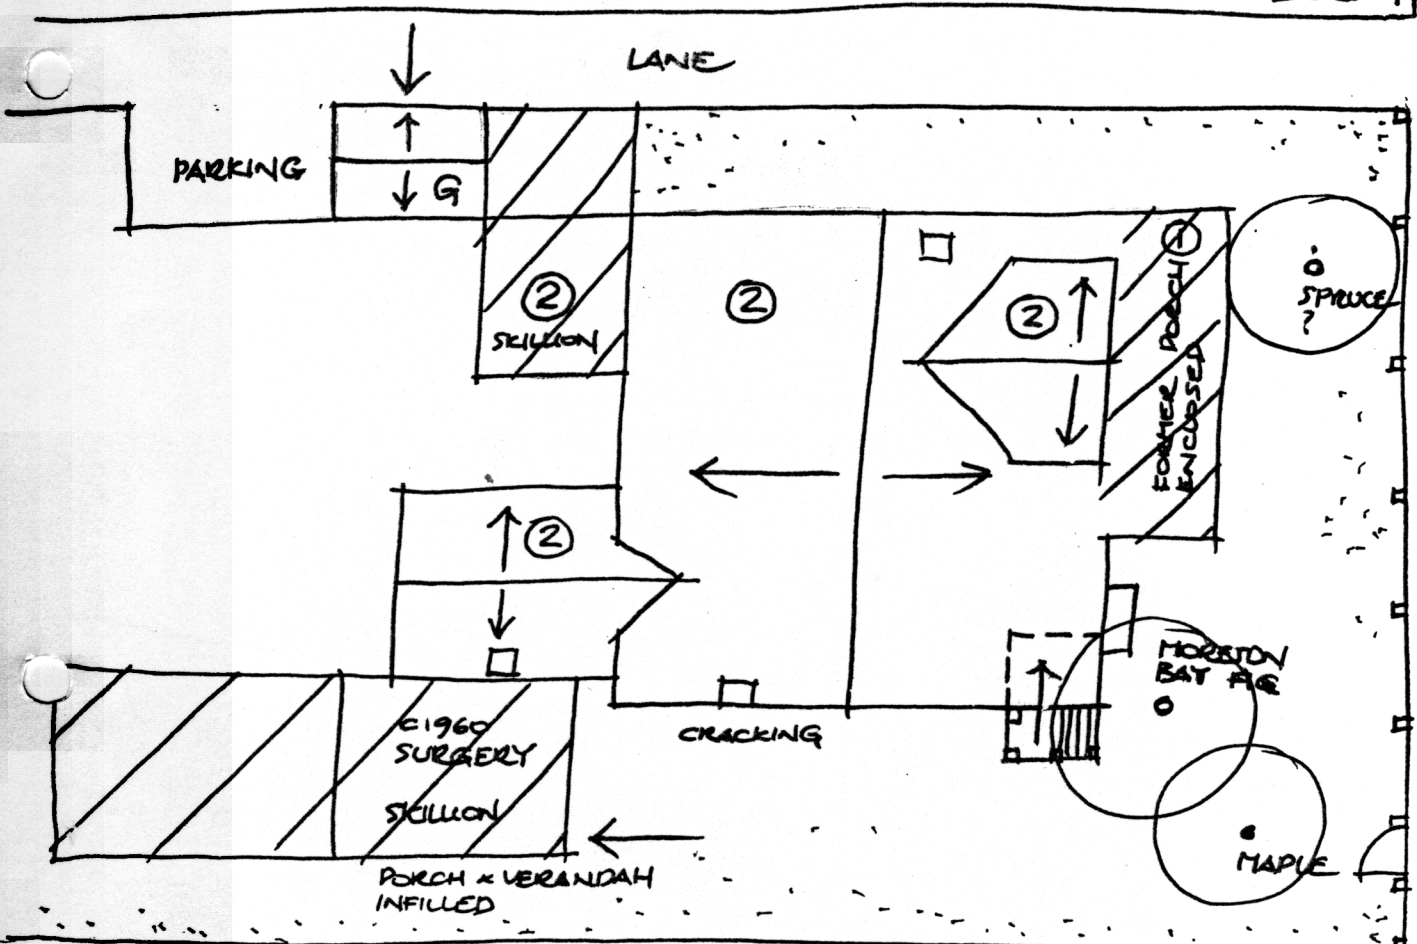 LANE
PARKING
G
2
SKILLION
2
2
FORMER PORCH
ENCLOSED
SPRUCE
?
2
MORETON
BAY FIG
C1960
SURGERY
SKILLION
CRACKING
MAPLE
PORCH & VERANDAH
INFILLED